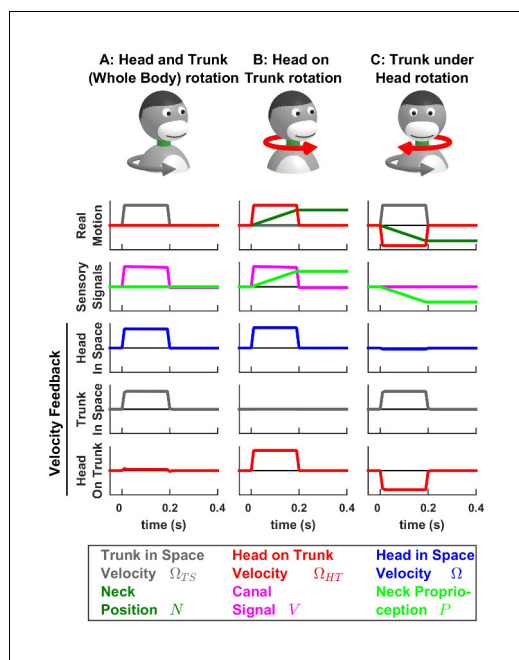 A: Head and Trunk
(Whole Body) rotation
B: Head on
Trunk rotation
C: Trunk under
Head rotation
Real
Motion
Sensory
Signals
Velocity Feedback
Head
In Space
Trunk
In Space
Head
On Trunk
0 0.2 0.4
time (s)
0 0.2 0.4
time (s)
0 0.2 0.4
time (s)
Trunk in Space
Velocity Ω_TS
Neck
Position N
Head on Trunk
Velocity Ω_HT
Canal
Signal V
Head in Space
Velocity Ω
Neck Proprio-
ception P